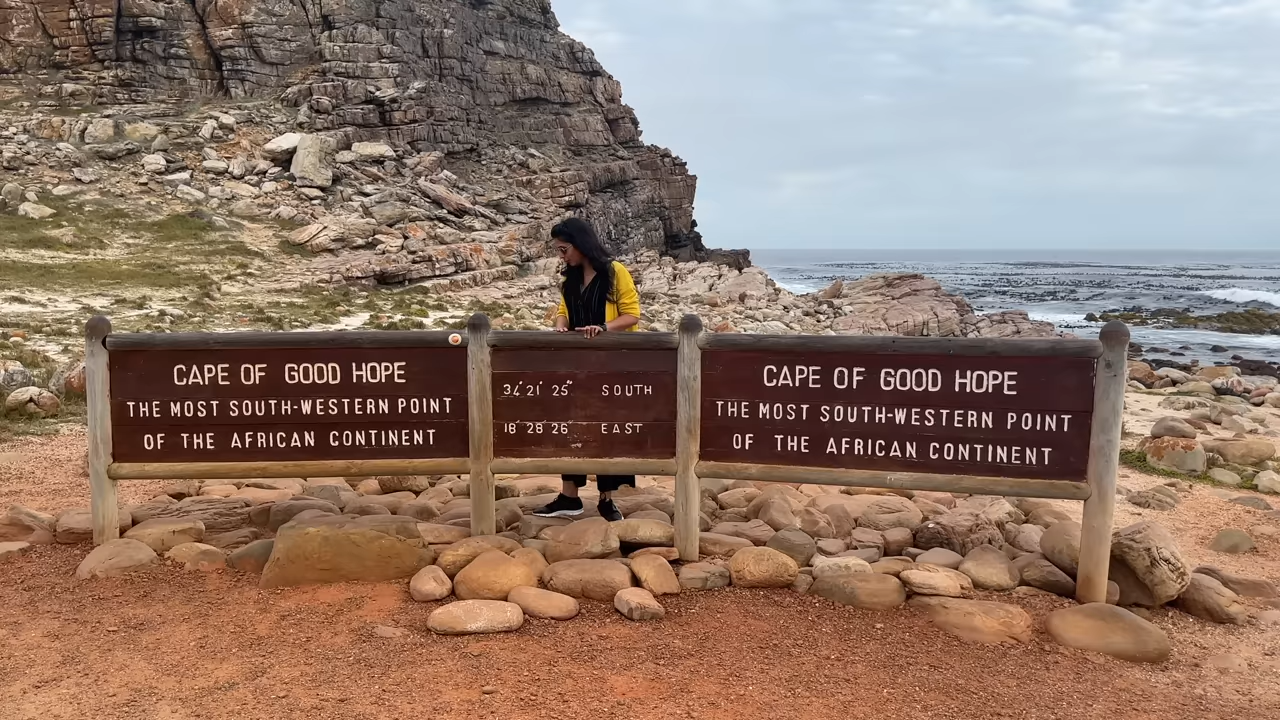 CAPE OF GOOD HOPE
THE MOST SOUTH-WESTERN POINT
OF THE AFRICAN CONTINENT
34° 21' 25" SOUTH
18° 28' 26" EAST
CAPE OF GOOD HOPE
THE MOST SOUTH-WESTERN POINT
OF THE AFRICAN CONTINENT